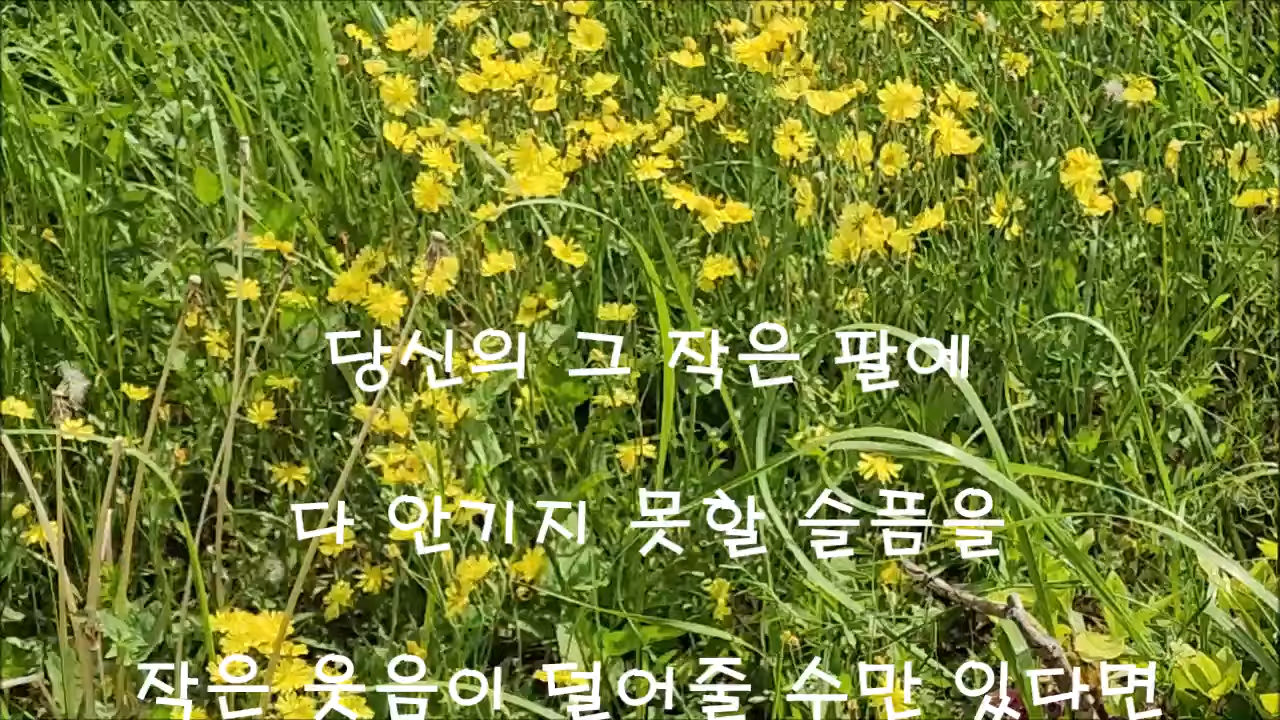 당신의 그 작은 팔에
다 안기지 못할 슬픔을
작은 웃음이 덜어줄 수만 있다면